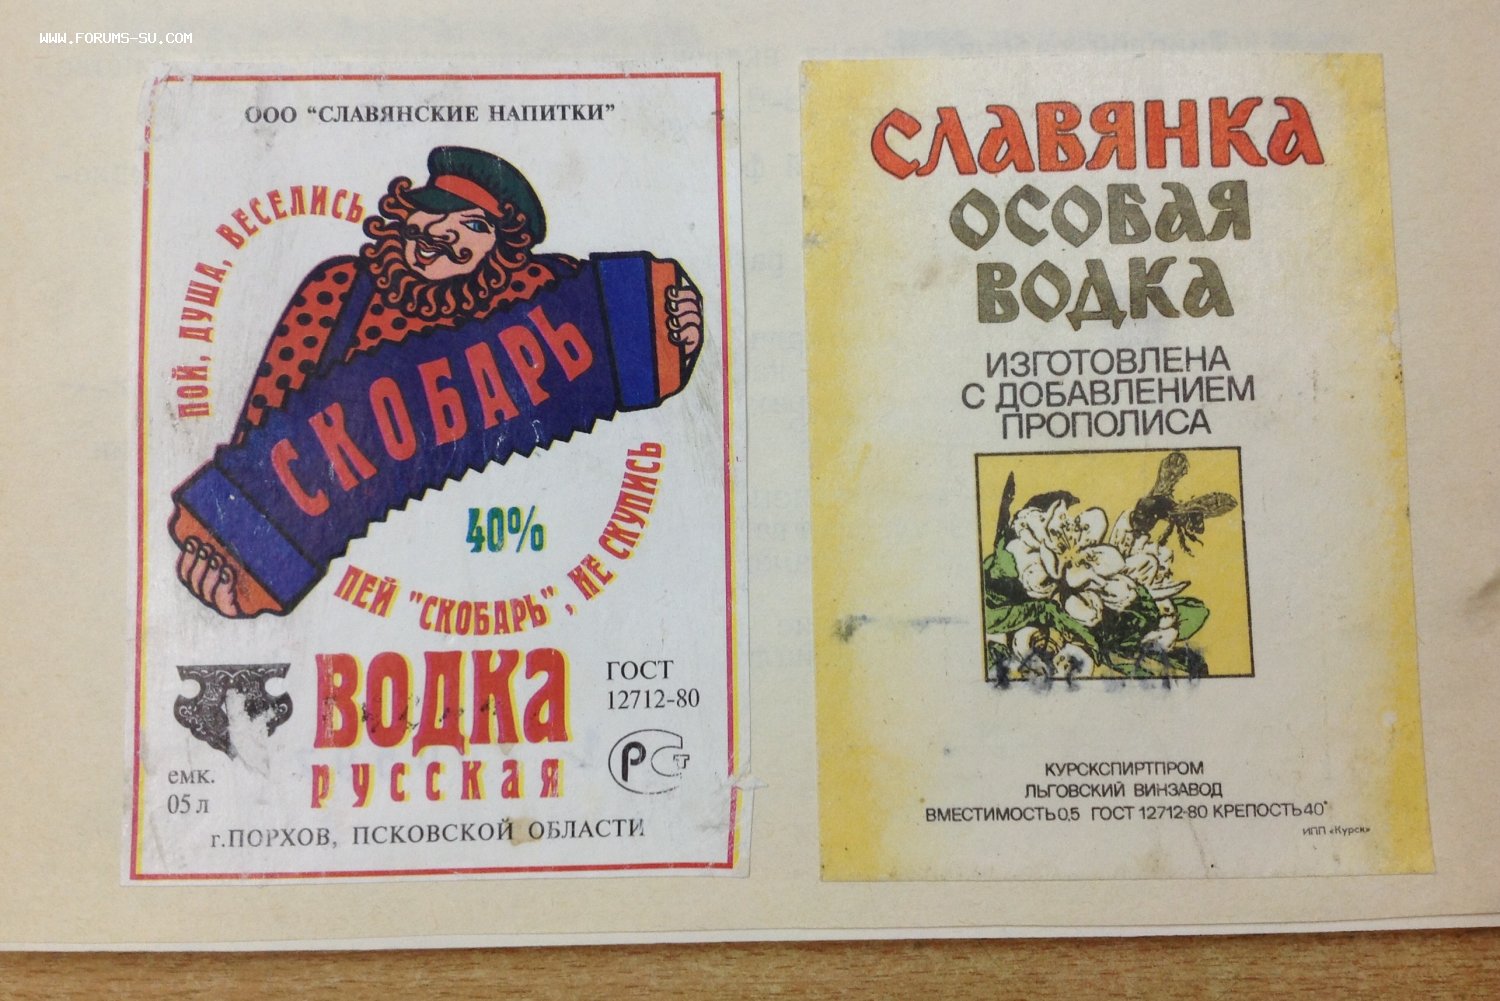 WWW.FORUMS-SU.COM
ООО "СЛАВЯНСКИЕ НАПИТКИ"
ПОЙ, ДУША, ВЕСЕЛИСЬ
СКОБАРЬ
40%
ПЕЙ "СКОБАРЬ", НЕ СКУПИСЬ
ВОДКА
РУССКАЯ
ГОСТ
12712-80
РСТ
емк.
05 л
г.ПОРХОВ, ПСКОВСКОЙ ОБЛАСТИ
СЛАВЯНКА
ОСОБАЯ
ВОДКА
ИЗГОТОВЛЕНА
С ДОБАВЛЕНИЕМ
ПРОПОЛИСА
КУРСКСПИРТПРОМ
ЛЬГОВСКИЙ ВИНЗАВОД
ВМЕСТИМОСТЬ 0,5 ГОСТ 12712-80 КРЕПОСТЬ 40°
ИПП «Курск»